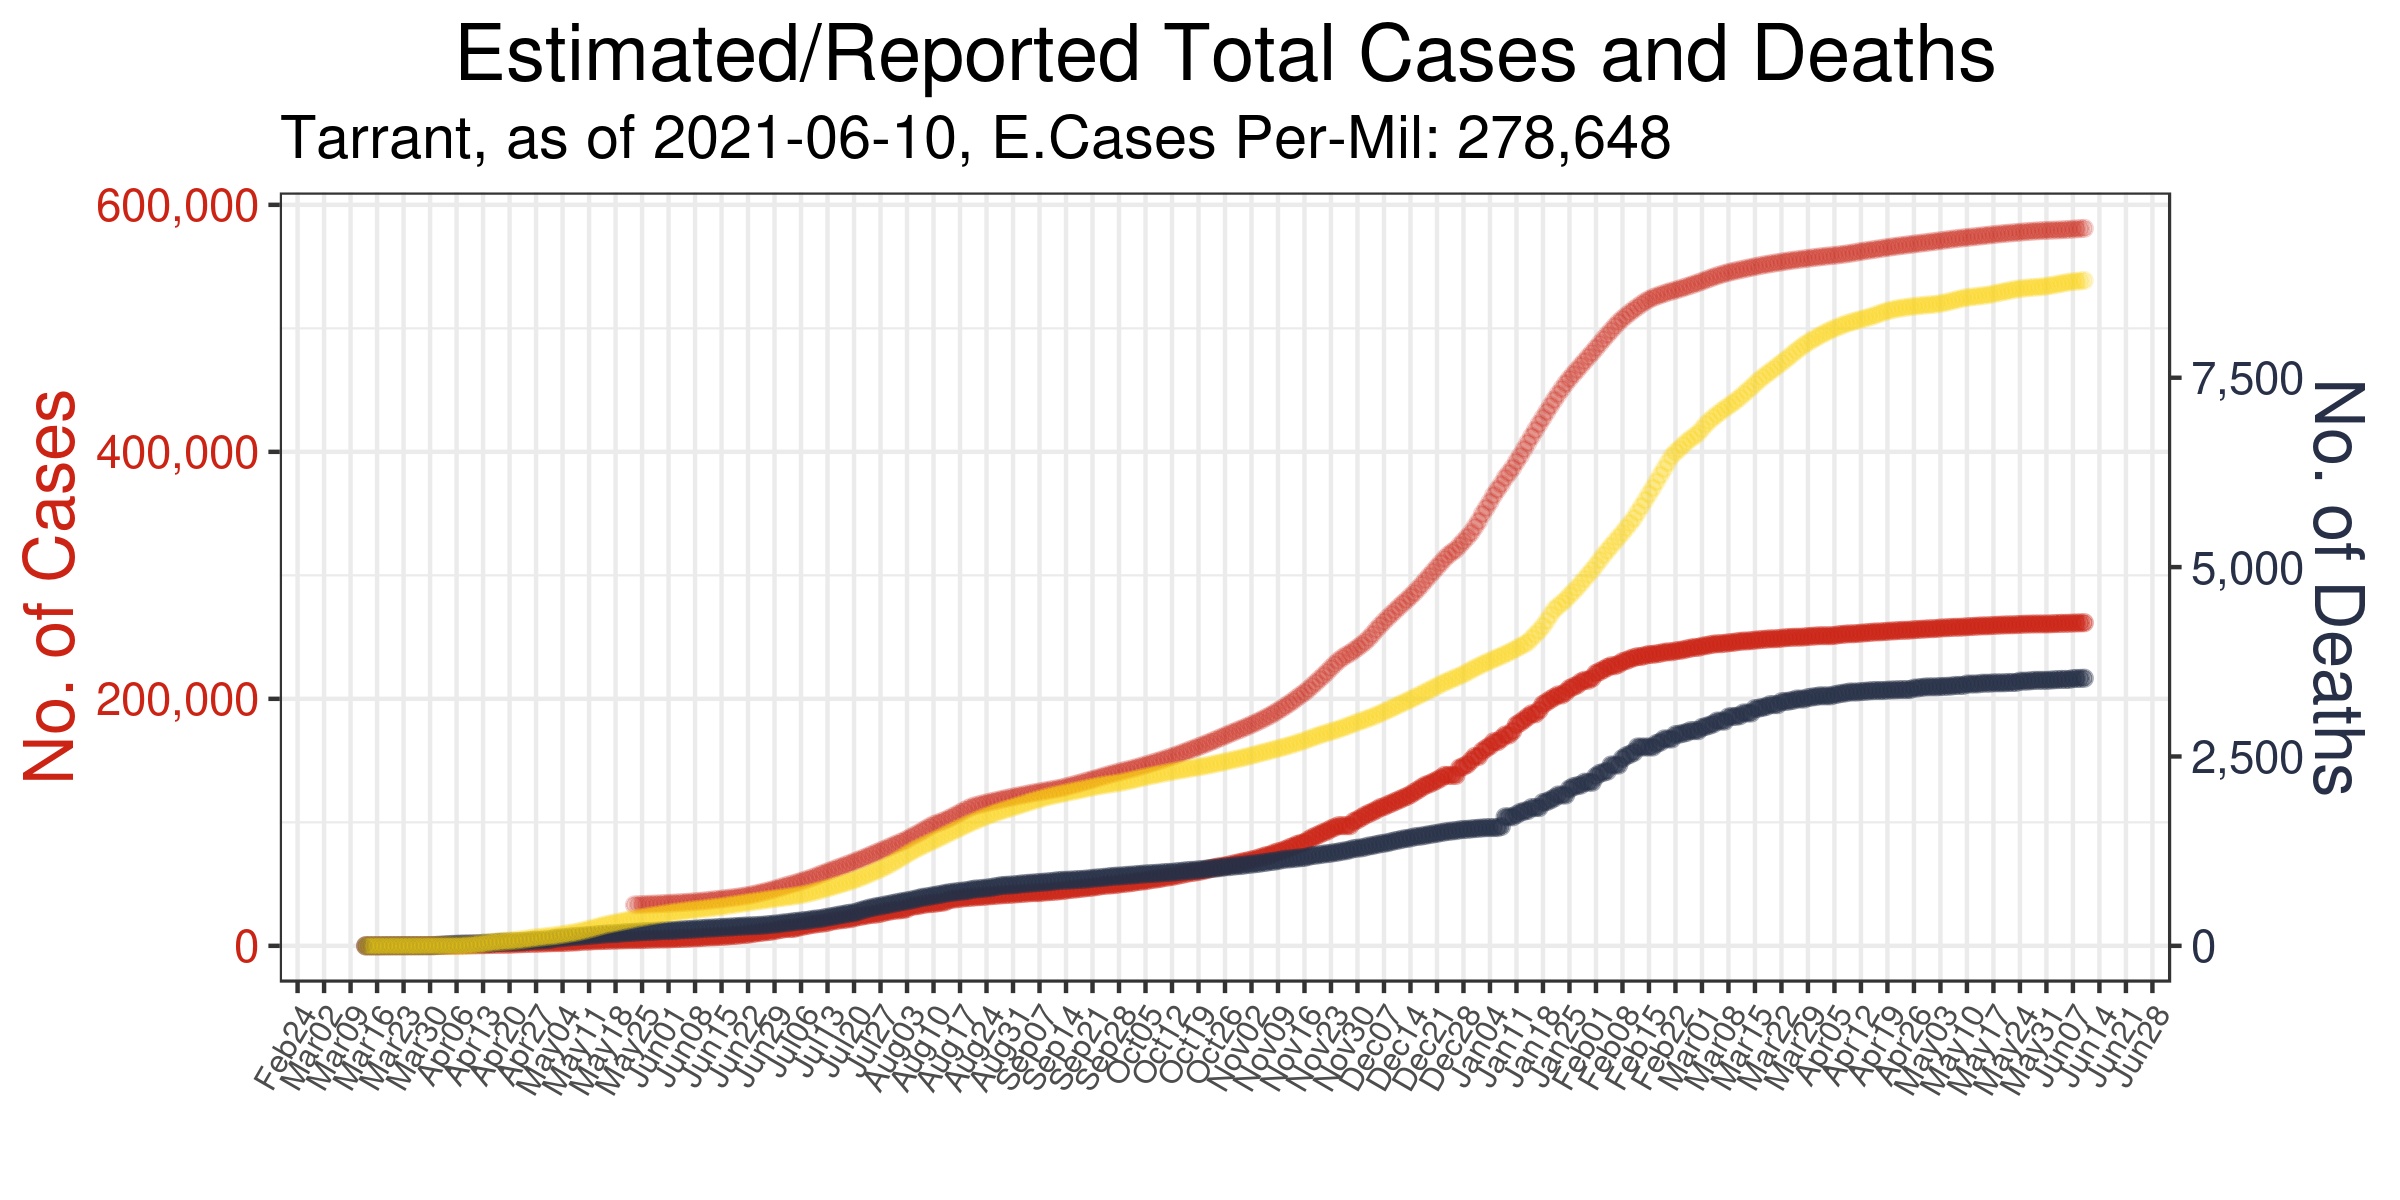 Estimated/Reported Total Cases and Deaths
Tarrant, as of 2021-06-10, E.Cases Per-Mil: 278,648
No. of Cases
600,000
400,000
200,000
0
7,500
5,000
2,500
0
No. of Deaths
Feb24
Mar02
Mar09
Mar16
Mar23
Mar30
Apr06
Apr13
Apr20
Apr27
May04
May11
May18
May25
Jun01
Jun08
Jun15
Jun22
Jun29
Jul06
Jul13
Jul20
Jul27
Aug03
Aug10
Aug17
Aug24
Aug31
Sep07
Sep14
Sep21
Sep28
Oct05
Oct12
Oct19
Oct26
Nov02
Nov09
Nov16
Nov23
Nov30
Dec07
Dec14
Dec21
Dec28
Jan04
Jan11
Jan18
Jan25
Feb01
Feb08
Feb15
Feb22
Mar01
Mar08
Mar15
Mar22
Mar29
Apr05
Apr12
Apr19
Apr26
May03
May10
May17
May24
May31
Jun07
Jun14
Jun21
Jun28